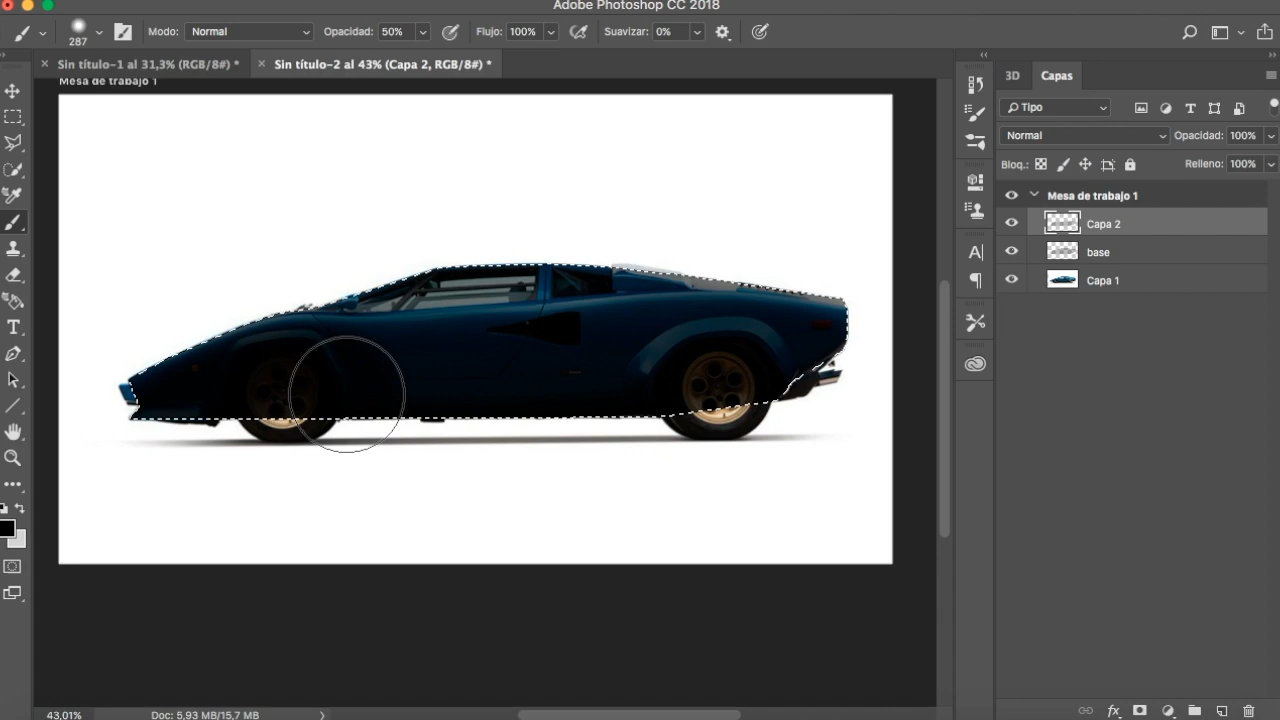 Adobe Photoshop CC 2018
287 Modo: Normal Opacidad: 50% Flujo: 100% Suavizar: 0%
Sin título-1 al 31,3% (RGB/8#) * Sin título-2 al 43% (Capa 2, RGB/8#) *
Mesa de trabajo 1
3D Capas
Tipo
Normal Opacidad: 100%
Bloq.: Relleno: 100%
Mesa de trabajo 1
Capa 2
base
Capa 1
43,01% Doc: 5,93 MB/15,7 MB